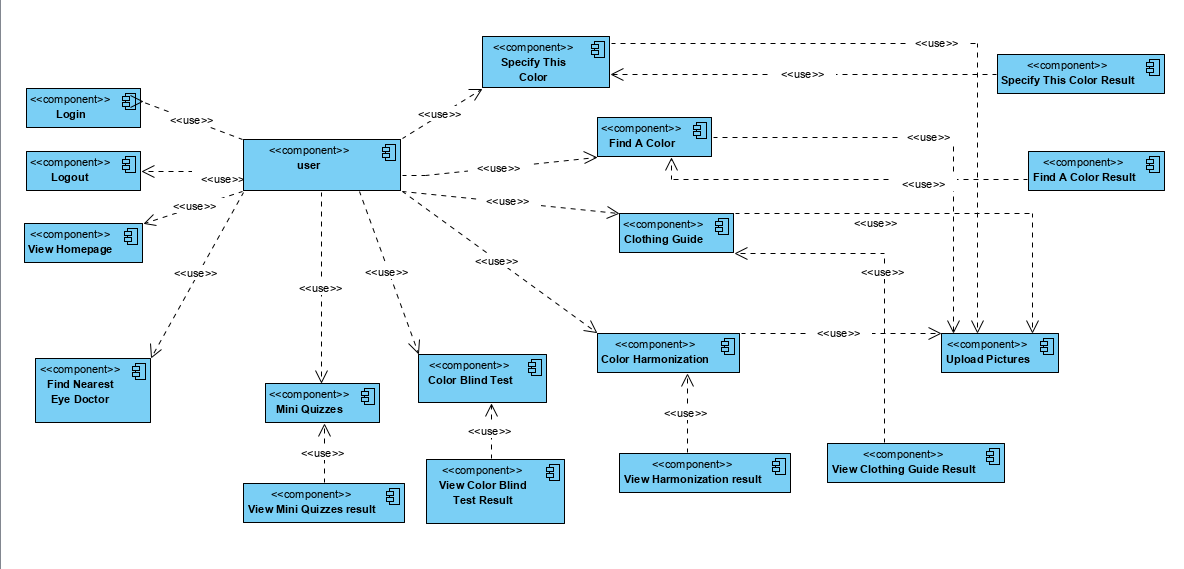 <<component>>
Specify This
Color
<<use>>
<<component>>
Specify This Color Result
<<use>>
<<component>>
Login
<<use>>
<<use>>
<<component>>
Find A Color
<<use>>
<<component>>
user
<<component>>
Logout
<<use>>
<<use>>
<<component>>
Find A Color Result
<<use>>
<<use>>
<<use>>
<<component>>
View Homepage
<<component>>
Clothing Guide
<<use>>
<<use>>
<<use>>
<<use>>
<<use>>
<<use>>
<<component>>
Color Harmonization
<<use>>
<<component>>
Upload Pictures
<<component>>
Find Nearest
Eye Doctor
<<component>>
Mini Quizzes
<<component>>
Color Blind Test
<<use>>
<<use>>
<<use>>
<<component>>
View Mini Quizzes result
<<component>>
View Color Blind
Test Result
<<component>>
View Harmonization result
<<component>>
View Clothing Guide Result